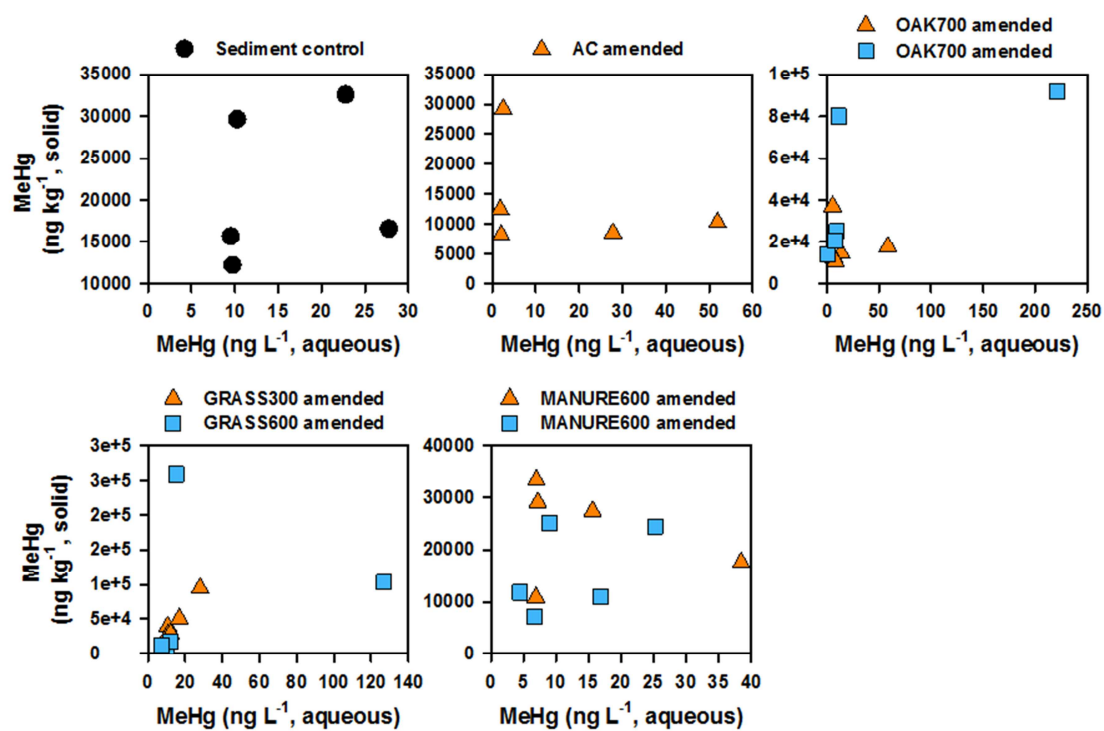 Sediment control
35000
30000
25000
20000
15000
10000
0 5 10 15 20 25 30
MeHg (ng L-1, aqueous)
MeHg
(ng kg-1, solid)
AC amended
35000
30000
25000
20000
15000
10000
5000
0
0 10 20 30 40 50 60
MeHg (ng L-1, aqueous)
OAK700 amended
OAK700 amended
1e+5
8e+4
6e+4
4e+4
2e+4
0
0 50 100 150 200 250
MeHg (ng L-1, aqueous)
GRASS300 amended
GRASS600 amended
3e+5
3e+5
2e+5
2e+5
1e+5
5e+4
0
0 20 40 60 80 100 120 140
MeHg (ng L-1, aqueous)
MeHg
(ng kg-1, solid)
MANURE600 amended
MANURE600 amended
40000
30000
20000
10000
0
0 5 10 15 20 25 30 35 40
MeHg (ng L-1, aqueous)